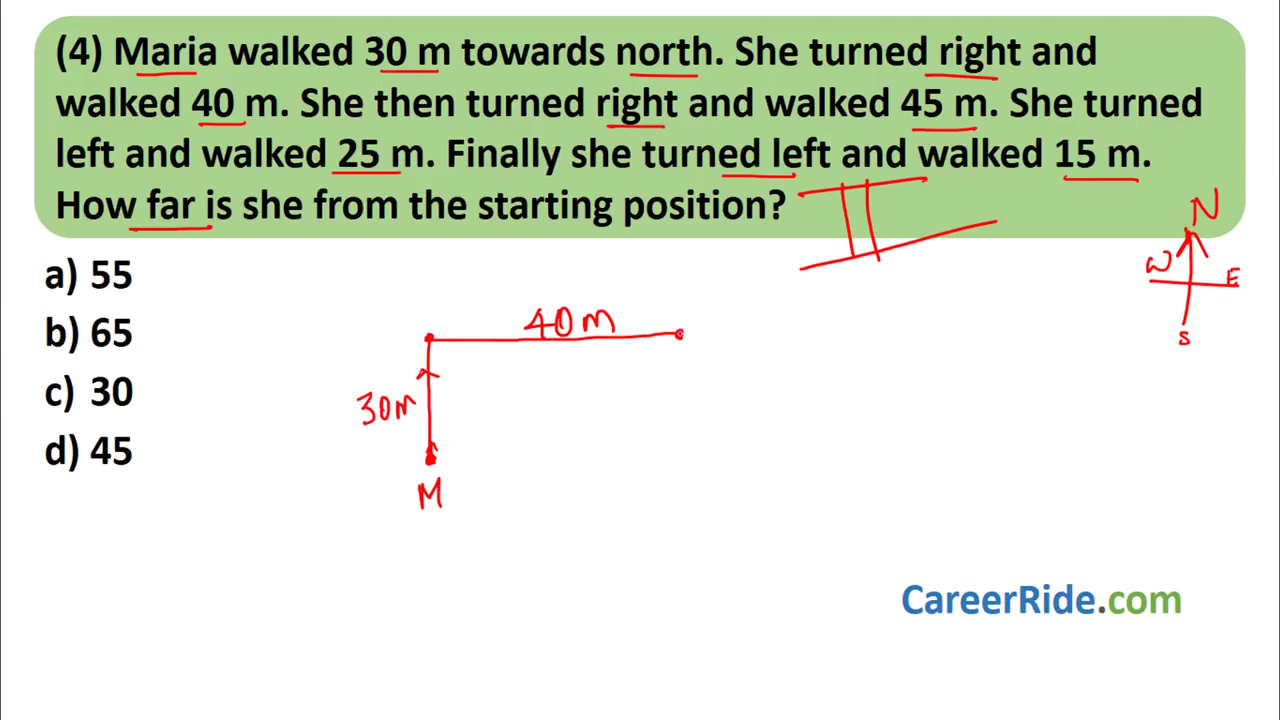 (4) Maria walked 30 m towards north. She turned right and
walked 40 m. She then turned right and walked 45 m. She turned
left and walked 25 m. Finally she turned left and walked 15 m.
How far is she from the starting position?
N
W
E
S
a) 55
b) 65
c) 30
d) 45
40m
30m
M
CareerRide.com